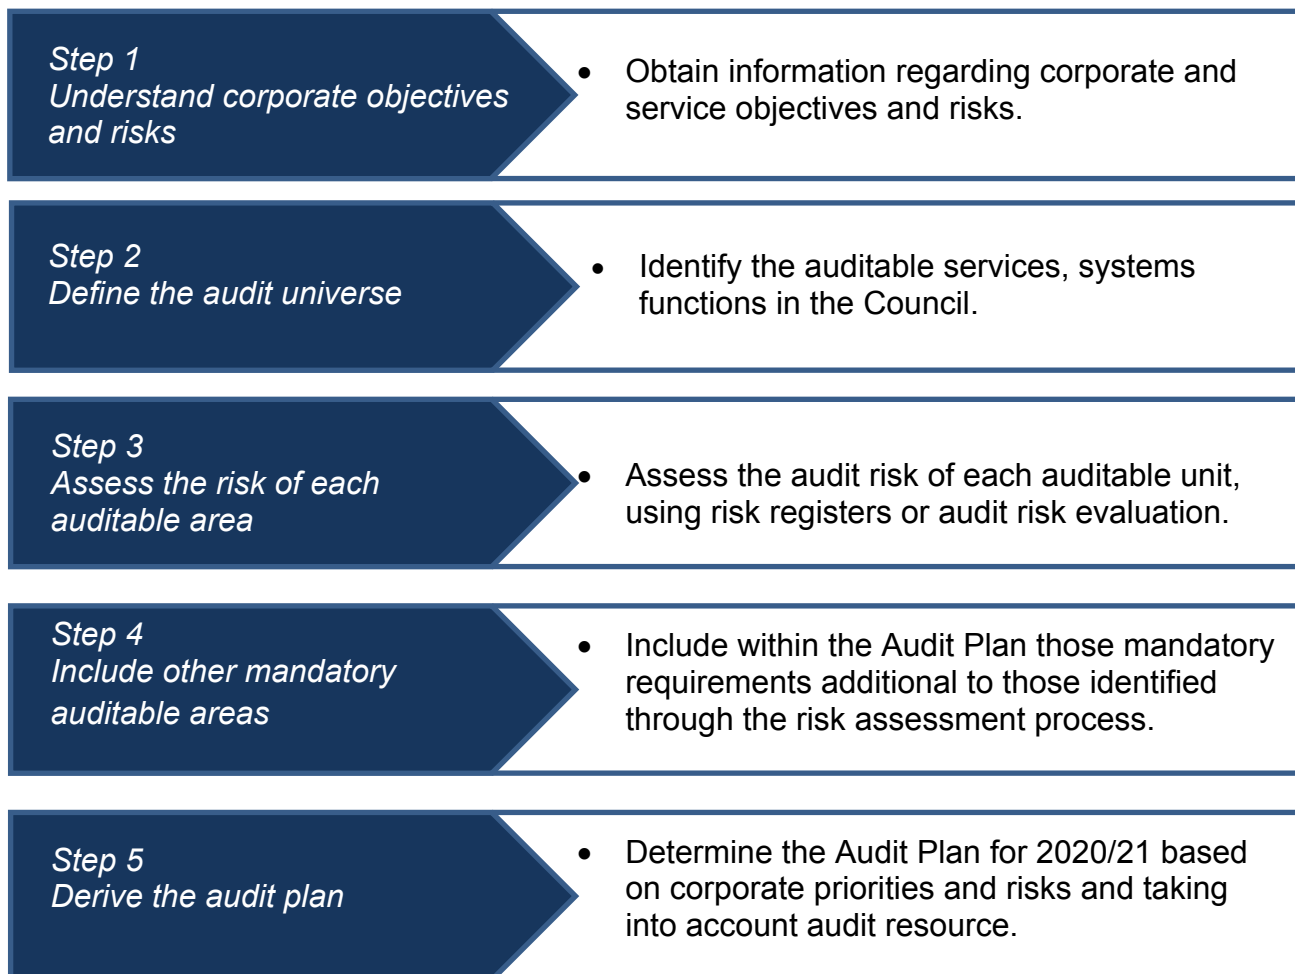 Step 1
Understand corporate objectives
and risks
• Obtain information regarding corporate and
service objectives and risks.
Step 2
Define the audit universe
• Identify the auditable services, systems
functions in the Council.
Step 3
Assess the risk of each
auditable area
• Assess the audit risk of each auditable unit,
using risk registers or audit risk evaluation.
Step 4
Include other mandatory
auditable areas
• Include within the Audit Plan those mandatory
requirements additional to those identified
through the risk assessment process.
Step 5
Derive the audit plan
• Determine the Audit Plan for 2020/21 based
on corporate priorities and risks and taking
into account audit resource.